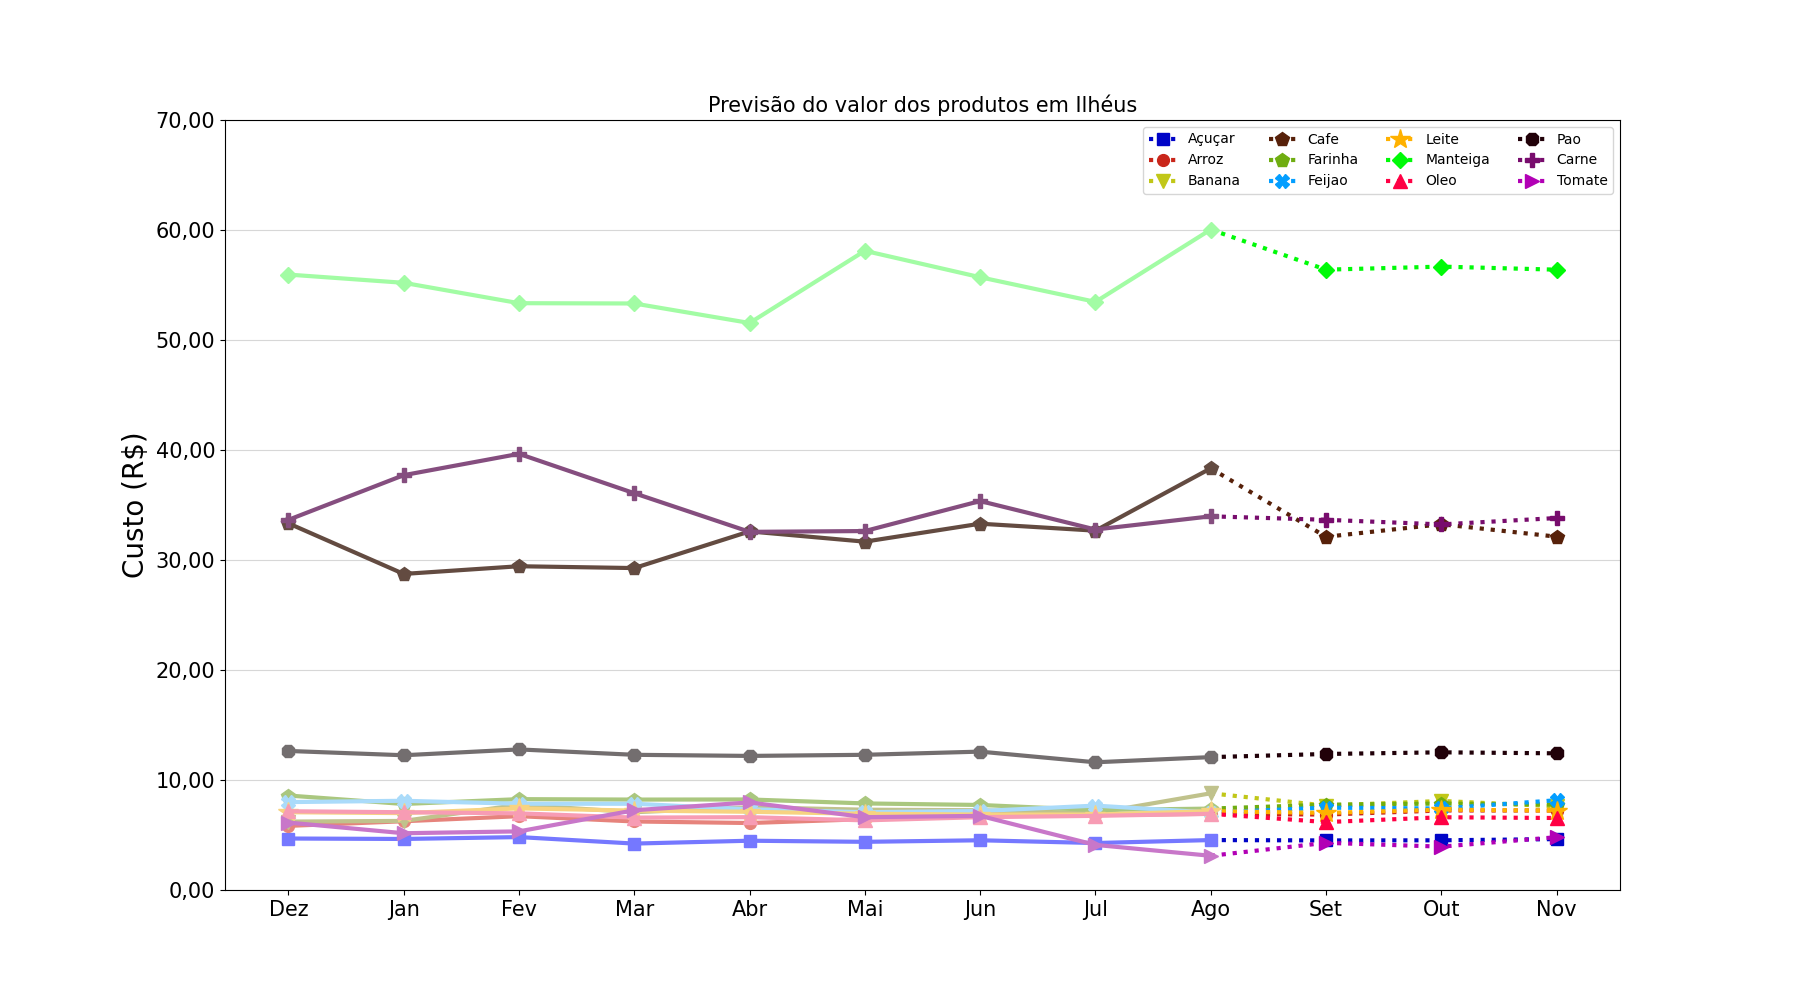 Previsão do valor dos produtos em Ilhéus
Custo (R$)
70,00
60,00
50,00
40,00
30,00
20,00
10,00
0,00
Açuçar Cafe Leite Pao
Arroz Farinha Manteiga Carne
Banana Feijao Oleo Tomate
Dez Jan Fev Mar Abr Mai Jun Jul Ago Set Out Nov